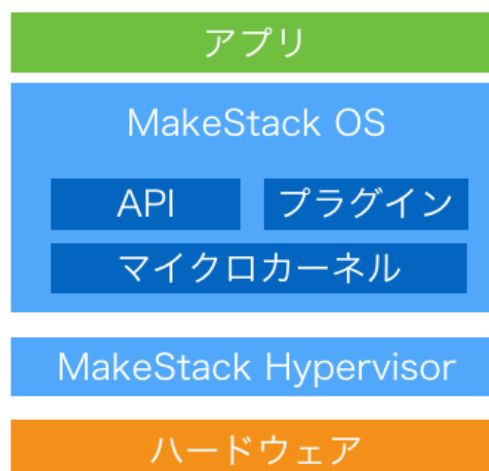 アプリ
MakeStack OS
API プラグイン
マイクロカーネル
MakeStack Hypervisor
ハードウェア